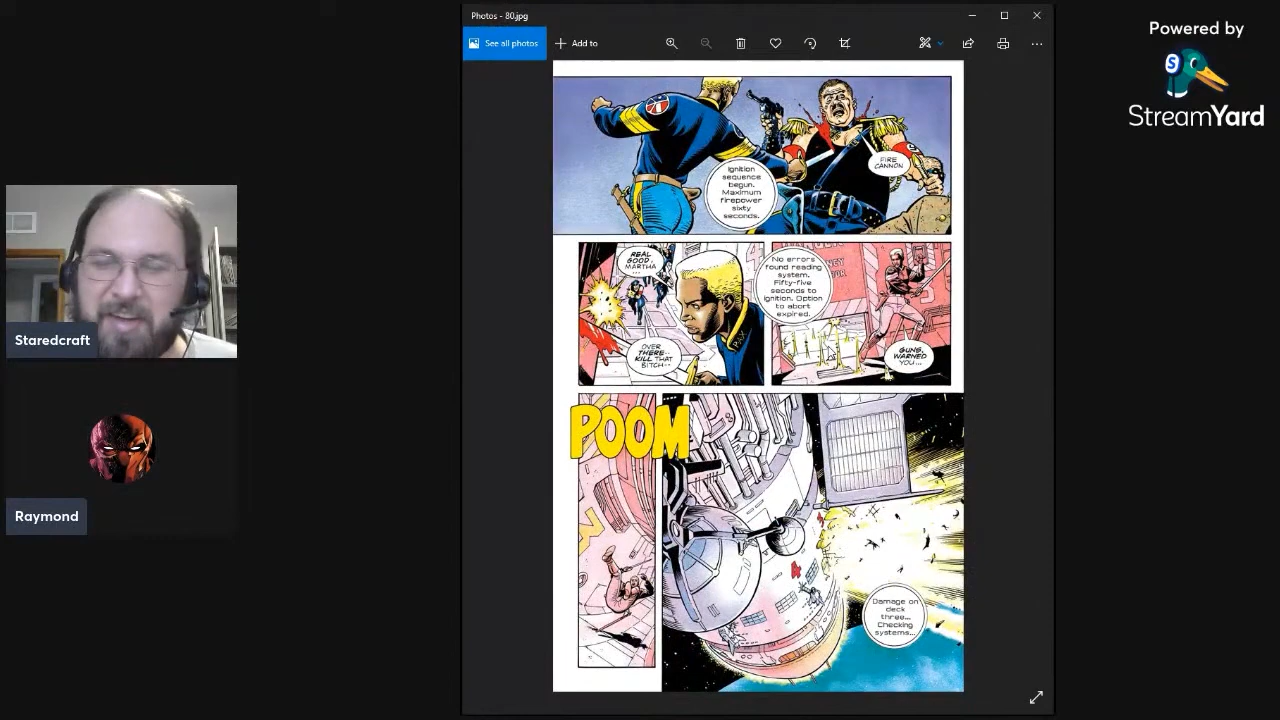 Photos - 80.jpg
See all photos
Add to
Powered by
StreamYard
Staredcraft
Raymond
Ignition
sequence
begun.
Maximum
firepower
sixty
seconds.
FIRE
CANNON
REAL
GOOD,
MARTHA
...
OVER
THERE--
KILL THAT
BITCH--
PAX
No errors
found reading
system.
Fifty-five
seconds to
ignition. Option
to abort
expired.
GUNS,
WARNED
YOU...
POOM
4
Damage on
deck
three...
Checking
systems...